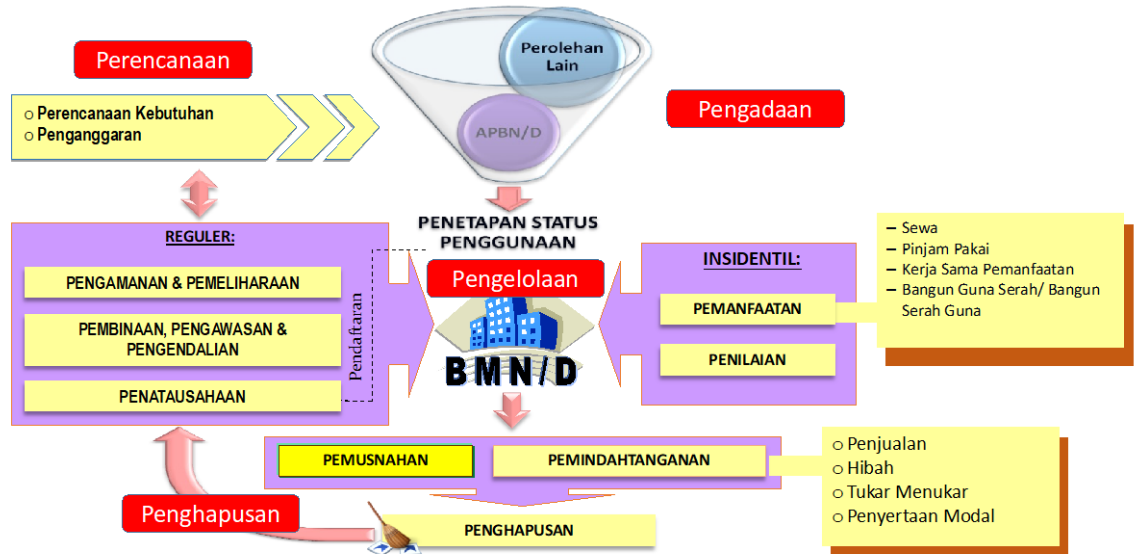 Perencanaan
○ Perencanaan Kebutuhan
○ Penganggaran
Perolehan
Lain
APBN/D
Pengadaan
PENETAPAN STATUS
PENGGUNAAN
REGULER:
PENGAMANAN & PEMELIHARAAN
PEMBINAAN, PENGAWASAN &
PENGENDALIAN
PENATAUSAHAAN
Pendaftaran
Pengelolaan
BMN/D
INSIDENTIL:
PEMANFAATAN
PENILAIAN
– Sewa
– Pinjam Pakai
– Kerja Sama Pemanfaatan
– Bangun Guna Serah/ Bangun
Serah Guna
PEMUSNAHAN
PEMINDAHTANGANAN
○ Penjualan
○ Hibah
○ Tukar Menukar
○ Penyertaan Modal
Penghapusan
PENGHAPUSAN